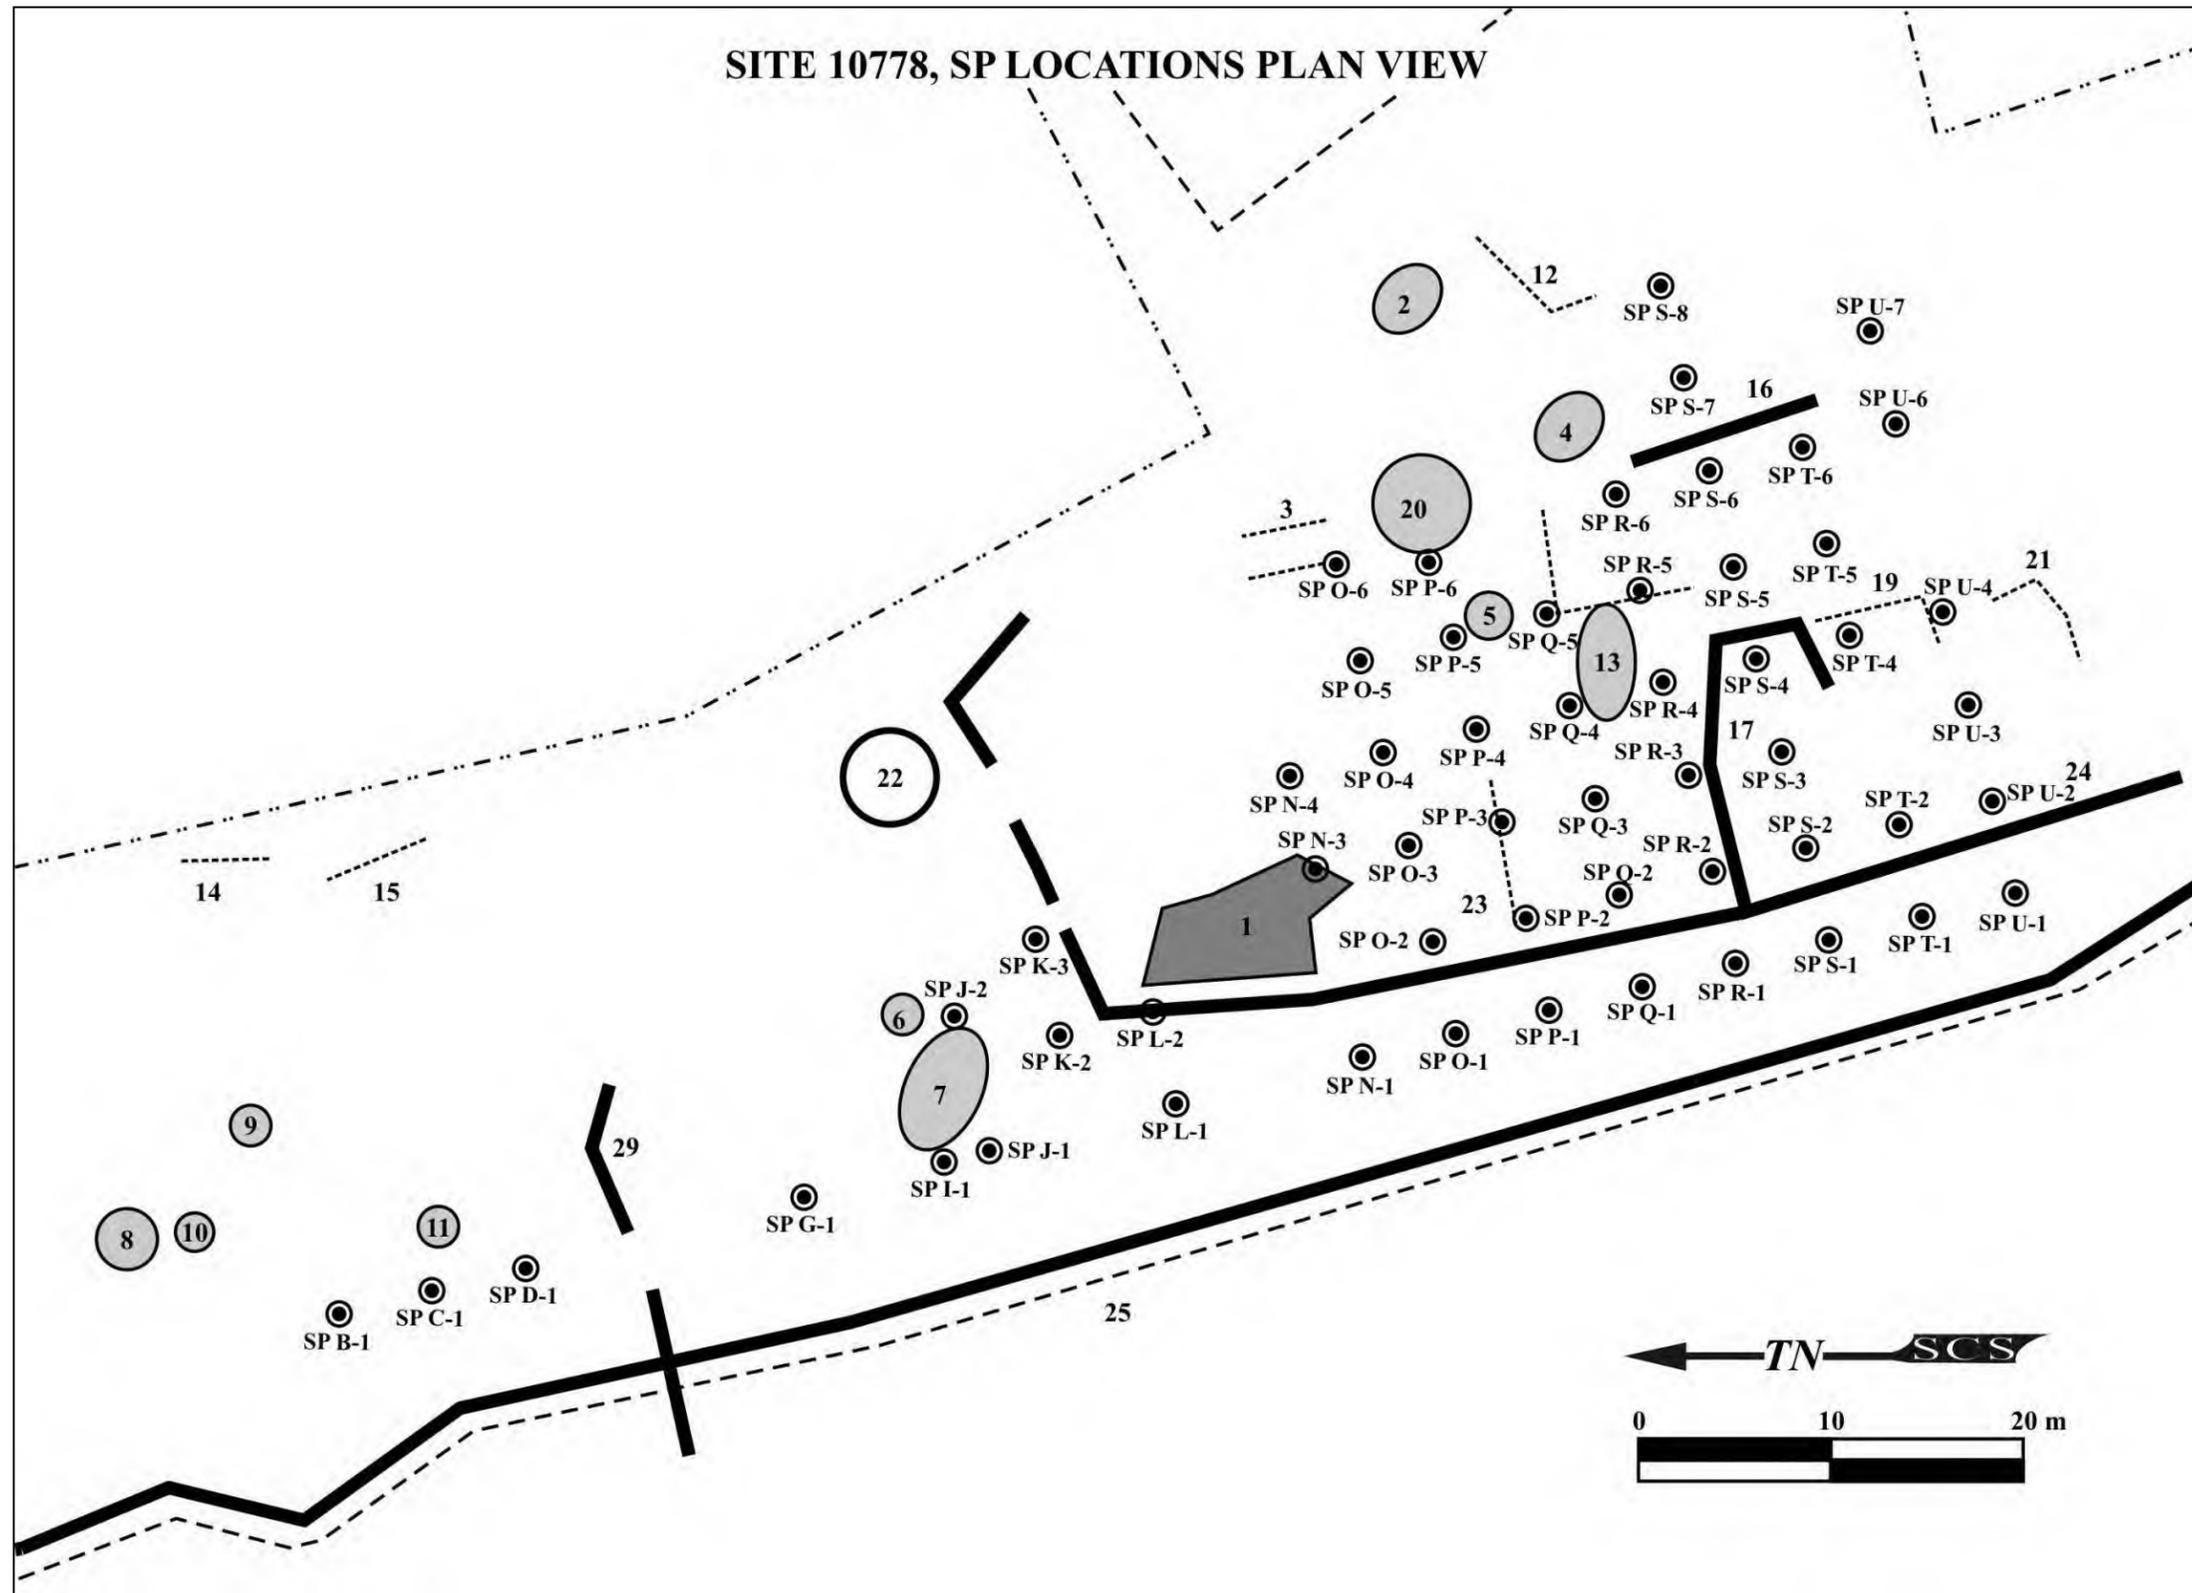 SITE 10778, SP LOCATIONS PLAN VIEW
12
2
SP S-8
SP U-7
16
SP S-7
SP U-6
4
SP T-6
SP S-6
3
20
SP R-6
SP R-5
SP T-5
21
SP O-6
SP P-6
SP S-5
19
SP U-4
5
SP Q-5
SP P-5
13
SP T-4
SP O-5
SP S-4
SP R-4
SP Q-4
17
SP U-3
SP P-4
SP R-3
22
SP O-4
SP S-3
24
SP N-4
SP U-2
SP T-2
SP P-3
SP Q-3
SP S-2
SP N-3
SP R-2
SP O-3
SP Q-2
14
15
23
SP P-2
1
SP O-2
SP U-1
SP T-1
SP K-3
SP S-1
SP J-2
SP R-1
6
SP Q-1
SP L-2
SP P-1
SP K-2
SP O-1
SP N-1
7
9
SP L-1
29
SP J-1
SP I-1
SP G-1
8
10
11
SP D-1
SP C-1
SP B-1
25
TN
SCS
0 10 20 m